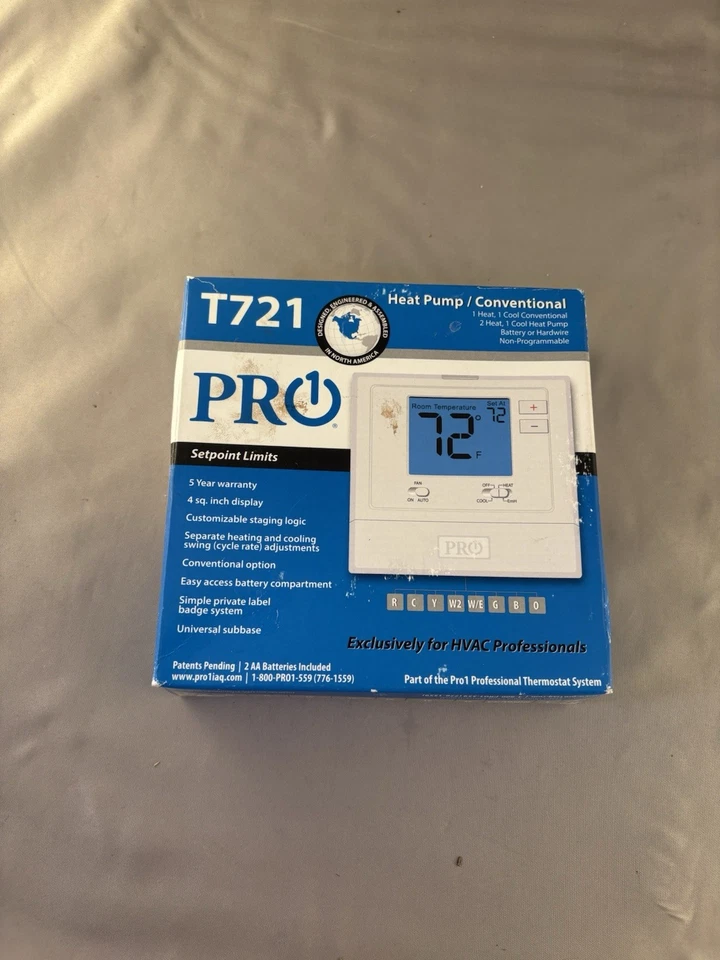 T721
DESIGNED, ENGINEERED & ASSEMBLED
IN NORTH AMERICA
Heat Pump / Conventional
1 Heat, 1 Cool Conventional
2 Heat, 1 Cool Heat Pump
Battery or Hardwire
Non-Programmable
PRO1
Setpoint Limits
5 Year warranty
4 sq. inch display
Customizable staging logic
Separate heating and cooling
swing (cycle rate) adjustments
Conventional option
Easy access battery compartment
Simple private label
badge system
Universal subbase
Room Temperature
Set At
72
72° F
+
−
FAN
ON AUTO
OFF HEAT
COOL EmH
PRO1
R C Y W2 W/E G B O
Exclusively for HVAC Professionals
Patents Pending | 2 AA Batteries Included
www.pro1iaq.com | 1-800-PRO1-559 (776-1559)
Part of the Pro1 Professional Thermostat System